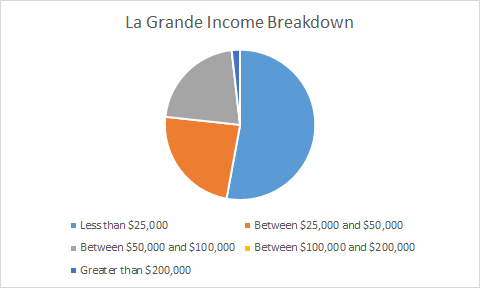 La Grande Income Breakdown
Less than $25,000
Between $25,000 and $50,000
Between $50,000 and $100,000
Between $100,000 and $200,000
Greater than $200,000